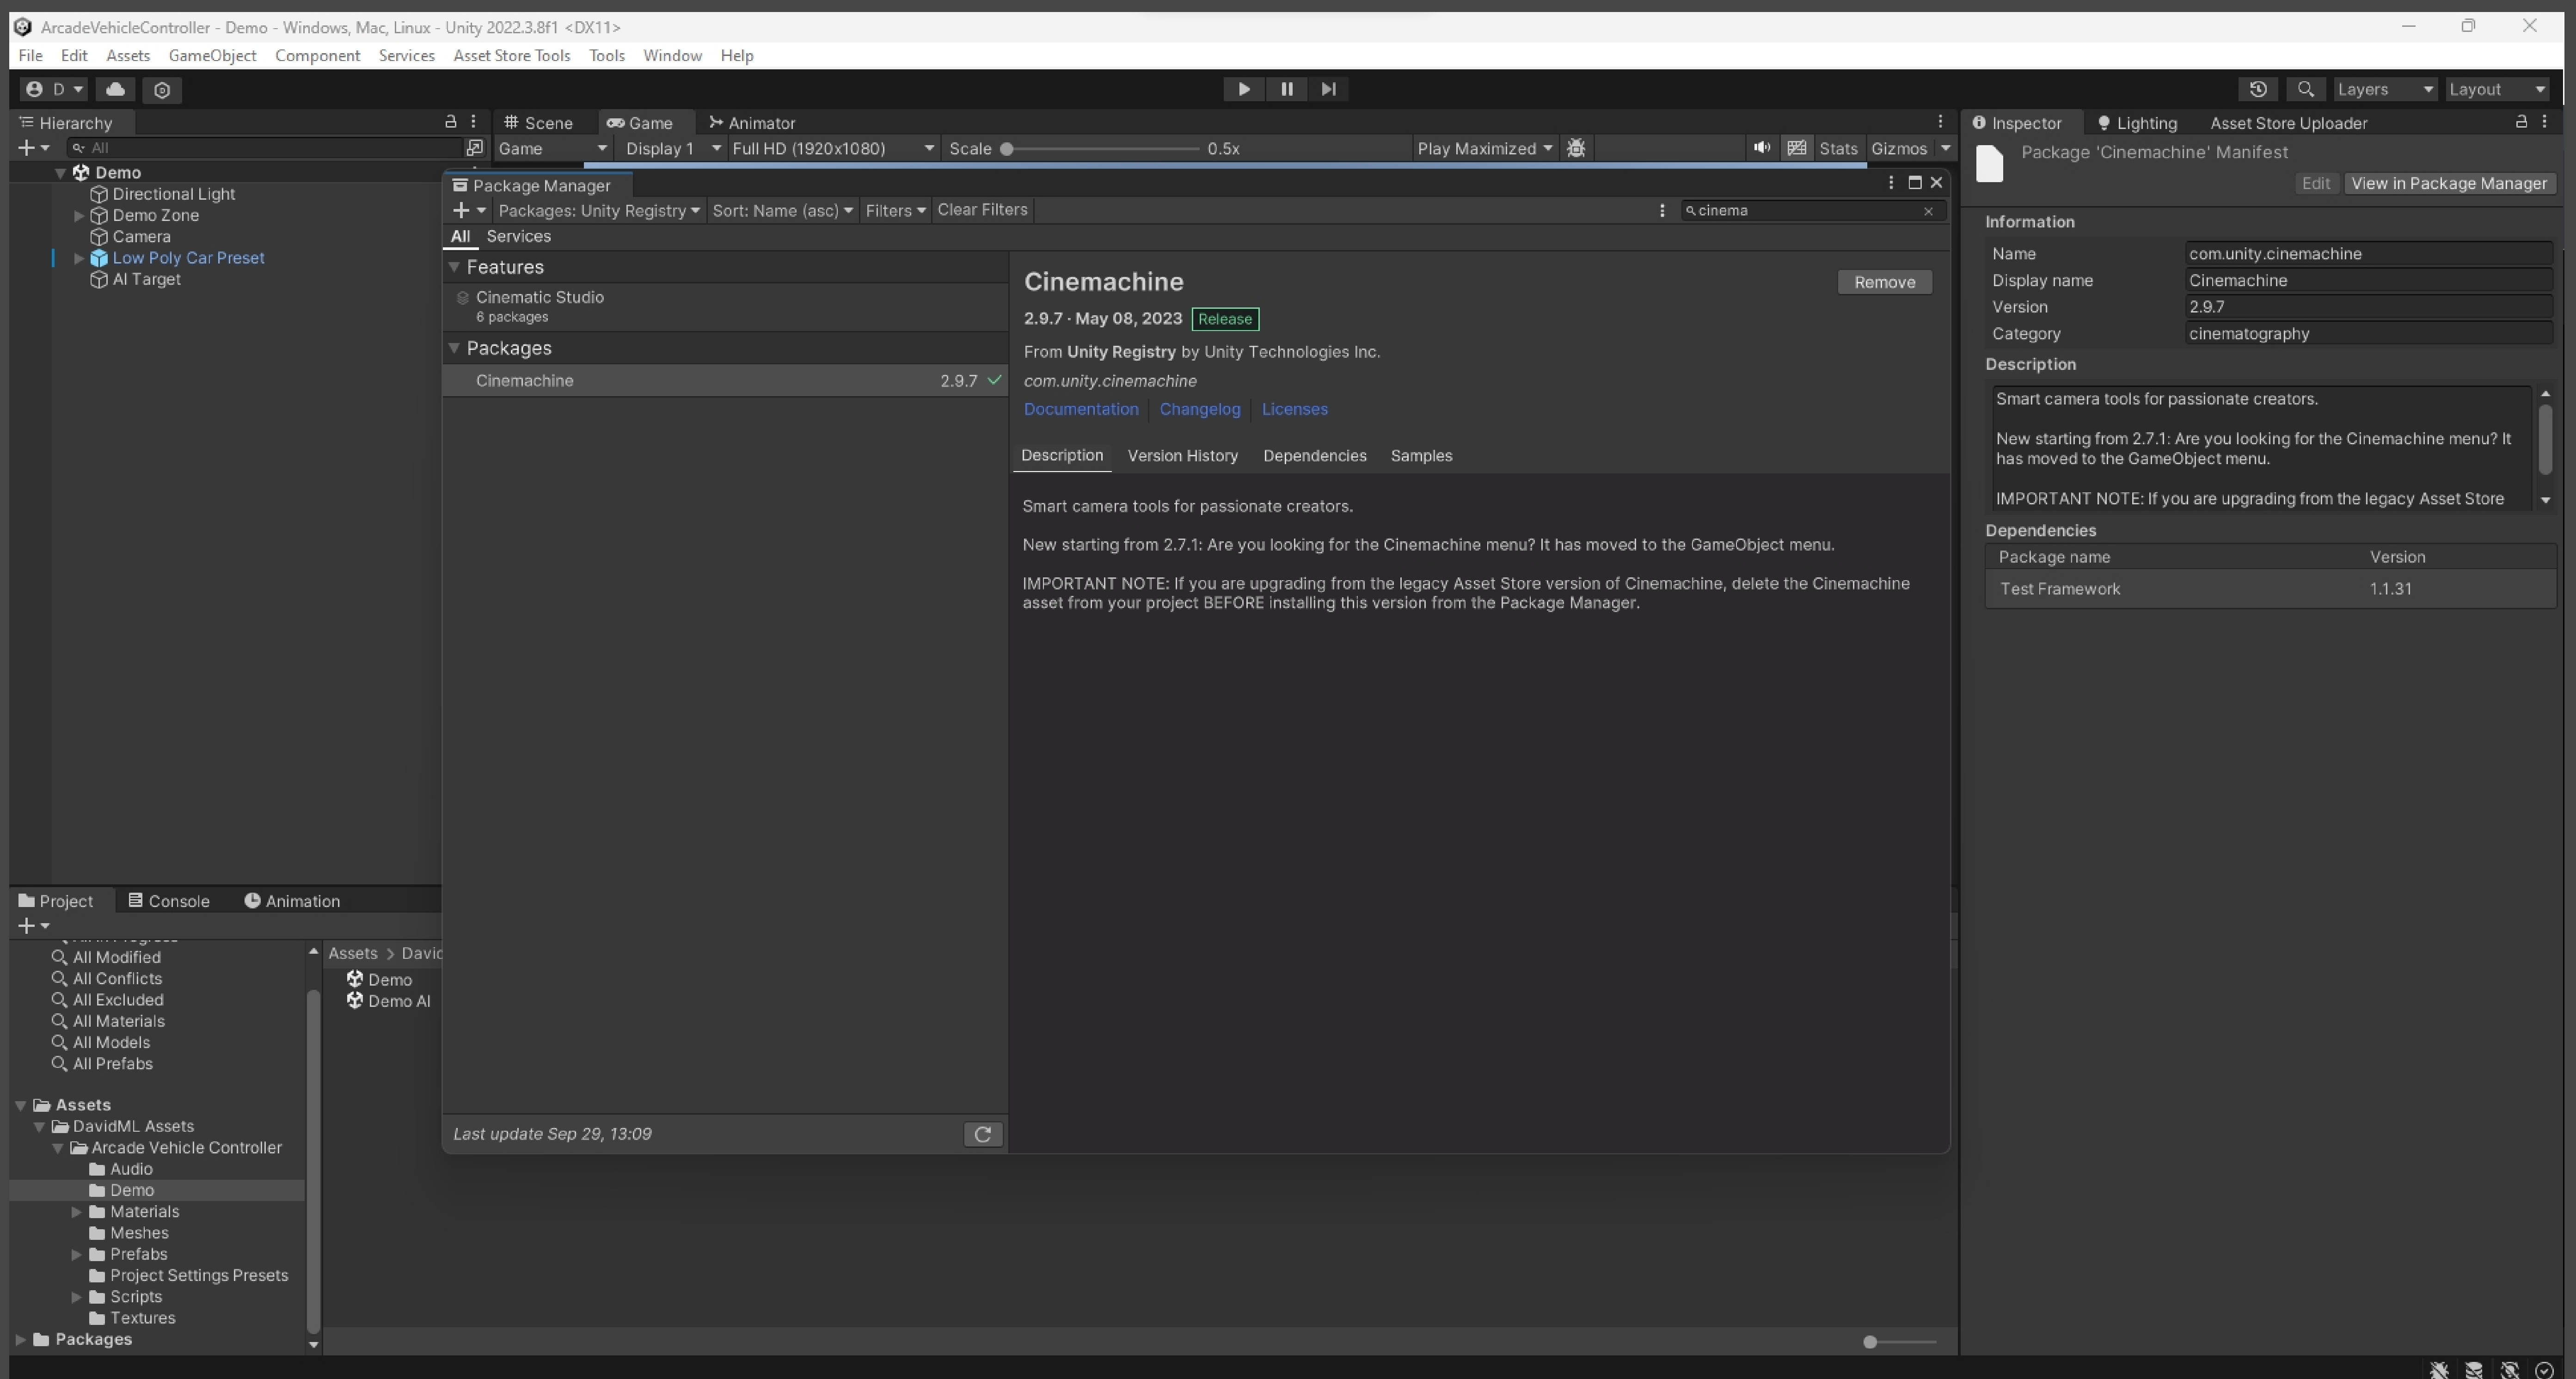 ArcadeVehicleController - Demo - Windows, Mac, Linux - Unity 2022.3.8f1 <DX11>
File Edit Assets GameObject Component Services Asset Store Tools Tools Window Help
D Layers Layout
Hierarchy
All
Demo
Directional Light
Demo Zone
Camera
Low Poly Car Preset
AI Target
Scene Game Animator
Game Display 1 Full HD (1920x1080) Scale 0.5x Play Maximized Stats Gizmos
Package Manager
Packages: Unity Registry Sort: Name (asc) Filters Clear Filters cinema
All Services
Features
Cinematic Studio
6 packages
Packages
Cinemachine 2.9.7
Last update Sep 29, 13:09
Cinemachine Remove
2.9.7 · May 08, 2023 Release
From Unity Registry by Unity Technologies Inc.
com.unity.cinemachine
Documentation Changelog Licenses
Description Version History Dependencies Samples
Smart camera tools for passionate creators.
New starting from 2.7.1: Are you looking for the Cinemachine menu? It has moved to the GameObject menu.
IMPORTANT NOTE: If you are upgrading from the legacy Asset Store version of Cinemachine, delete the Cinemachine
asset from your project BEFORE installing this version from the Package Manager.
Inspector Lighting Asset Store Uploader
Package 'Cinemachine' Manifest
Edit View in Package Manager
Information
Name com.unity.cinemachine
Display name Cinemachine
Version 2.9.7
Category cinematography
Description
Smart camera tools for passionate creators.
New starting from 2.7.1: Are you looking for the Cinemachine menu? It
has moved to the GameObject menu.
IMPORTANT NOTE: If you are upgrading from the legacy Asset Store
Dependencies
Package name Version
Test Framework 1.1.31
Project Console Animation
All Modified
All Conflicts
All Excluded
All Materials
All Models
All Prefabs
Assets
DavidML Assets
Arcade Vehicle Controller
Audio
Demo
Materials
Meshes
Prefabs
Project Settings Presets
Scripts
Textures
Packages
Assets > David
Demo
Demo AI